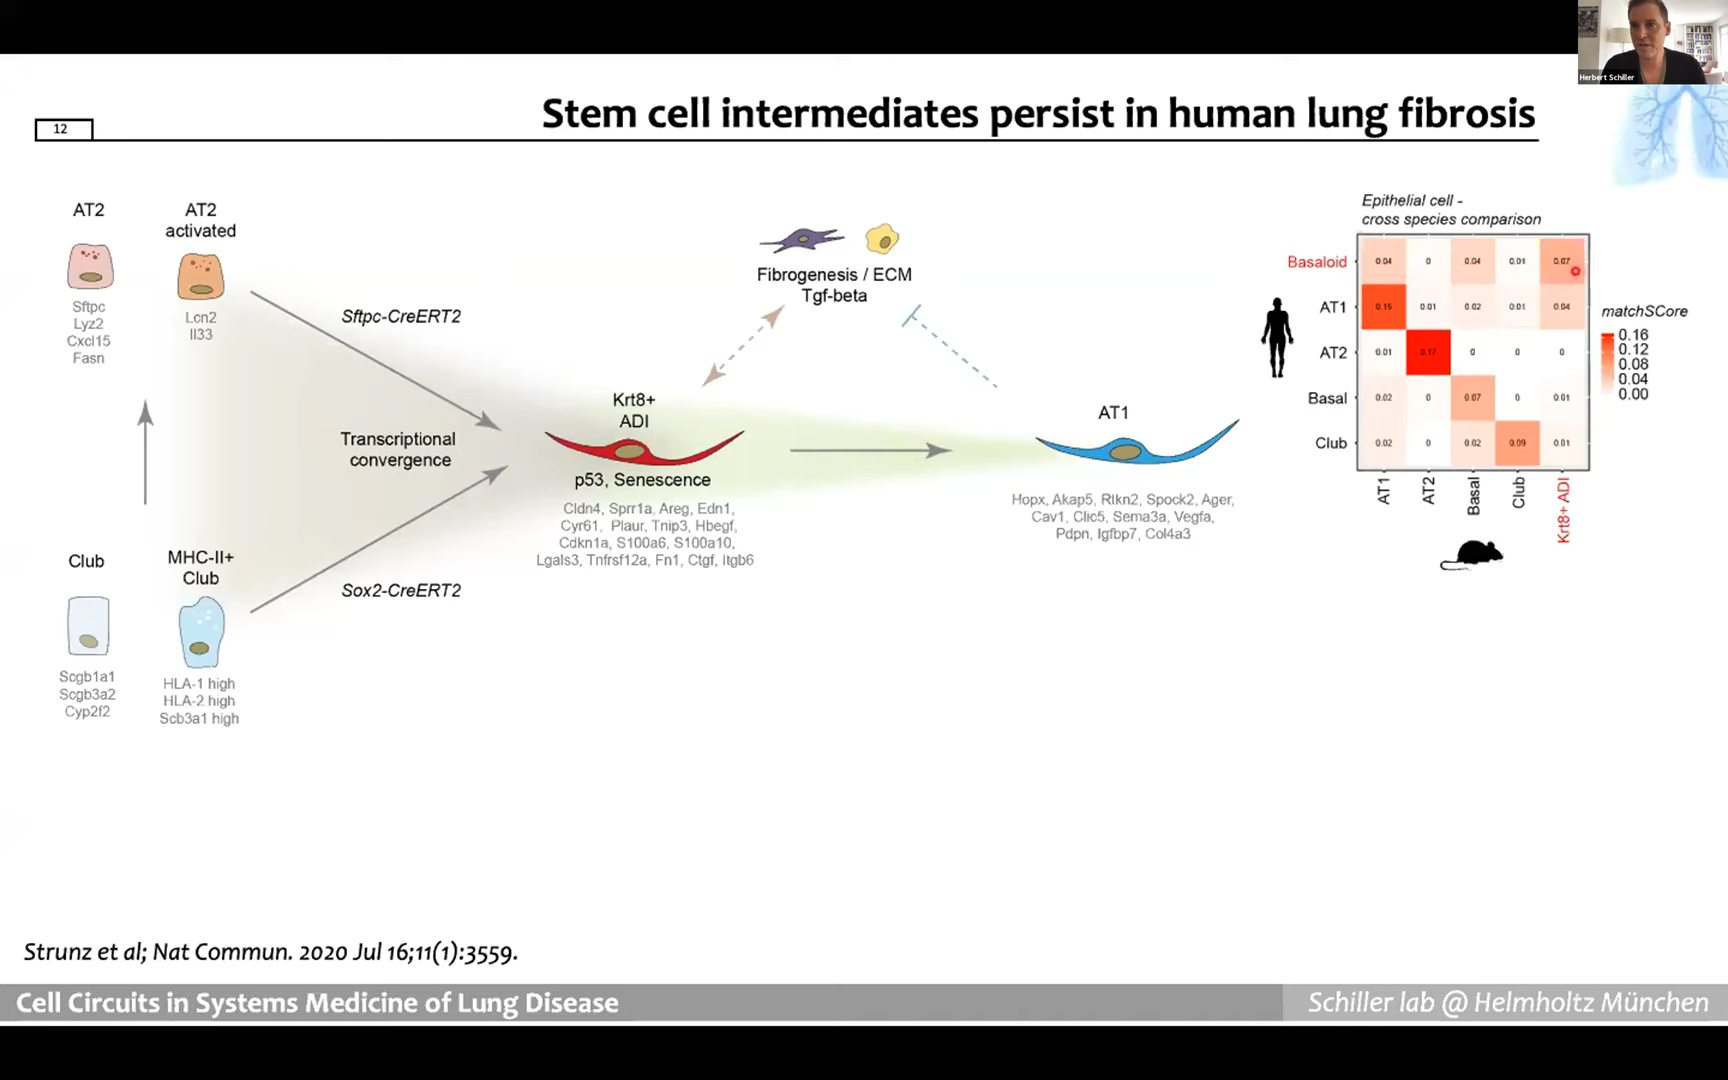 Herbert Schiller
12
Stem cell intermediates persist in human lung fibrosis
AT2
Sftpc
Lyz2
Cxcl15
Fasn
AT2
activated
Lcn2
Il33
Club
Scgb1a1
Scgb3a2
Cyp2f2
MHC-II+
Club
HLA-1 high
HLA-2 high
Scb3a1 high
Sftpc-CreERT2
Transcriptional
convergence
Sox2-CreERT2
Krt8+
ADI
p53, Senescence
Cldn4, Sprr1a, Areg, Edn1,
Cyr61, Plaur, Tnip3, Hbegf,
Cdkn1a, S100a6, S100a10,
Lgals3, Tnfrsf12a, Fn1, Ctgf, Itgb6
Fibrogenesis / ECM
Tgf-beta
AT1
Hopx, Akap5, Rtkn2, Spock2, Ager,
Cav1, Clic5, Sema3a, Vegfa,
Pdpn, Igfbp7, Col4a3
Epithelial cell -
cross species comparison
Basaloid 0.04 0 0.04 0.01 0.07
AT1 0.15 0.01 0.02 0.01 0.04
AT2 0.01 0.17 0 0 0
Basal 0.02 0 0.07 0 0.01
Club 0.02 0 0.02 0.09 0.01
AT1 AT2 Basal Club Krt8+ ADI
matchSCore
0.16
0.12
0.08
0.04
0.00
Strunz et al; Nat Commun. 2020 Jul 16;11(1):3559.
Cell Circuits in Systems Medicine of Lung Disease
Schiller lab @ Helmholtz München